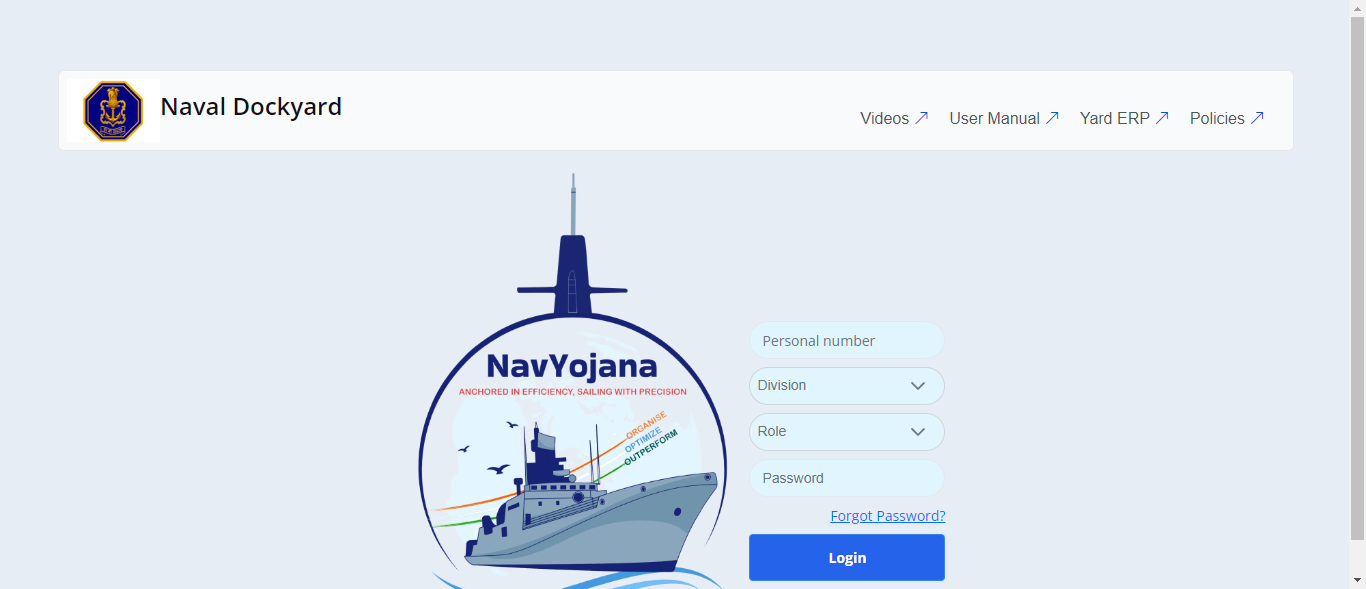 Naval Dockyard
Videos
User Manual
Yard ERP
Policies
NavYojana
ANCHORED IN EFFICIENCY, SAILING WITH PRECISION
ORGANISE
OPTIMIZE
OUTPERFORM
Personal number
Division
Role
Password
Forgot Password?
Login